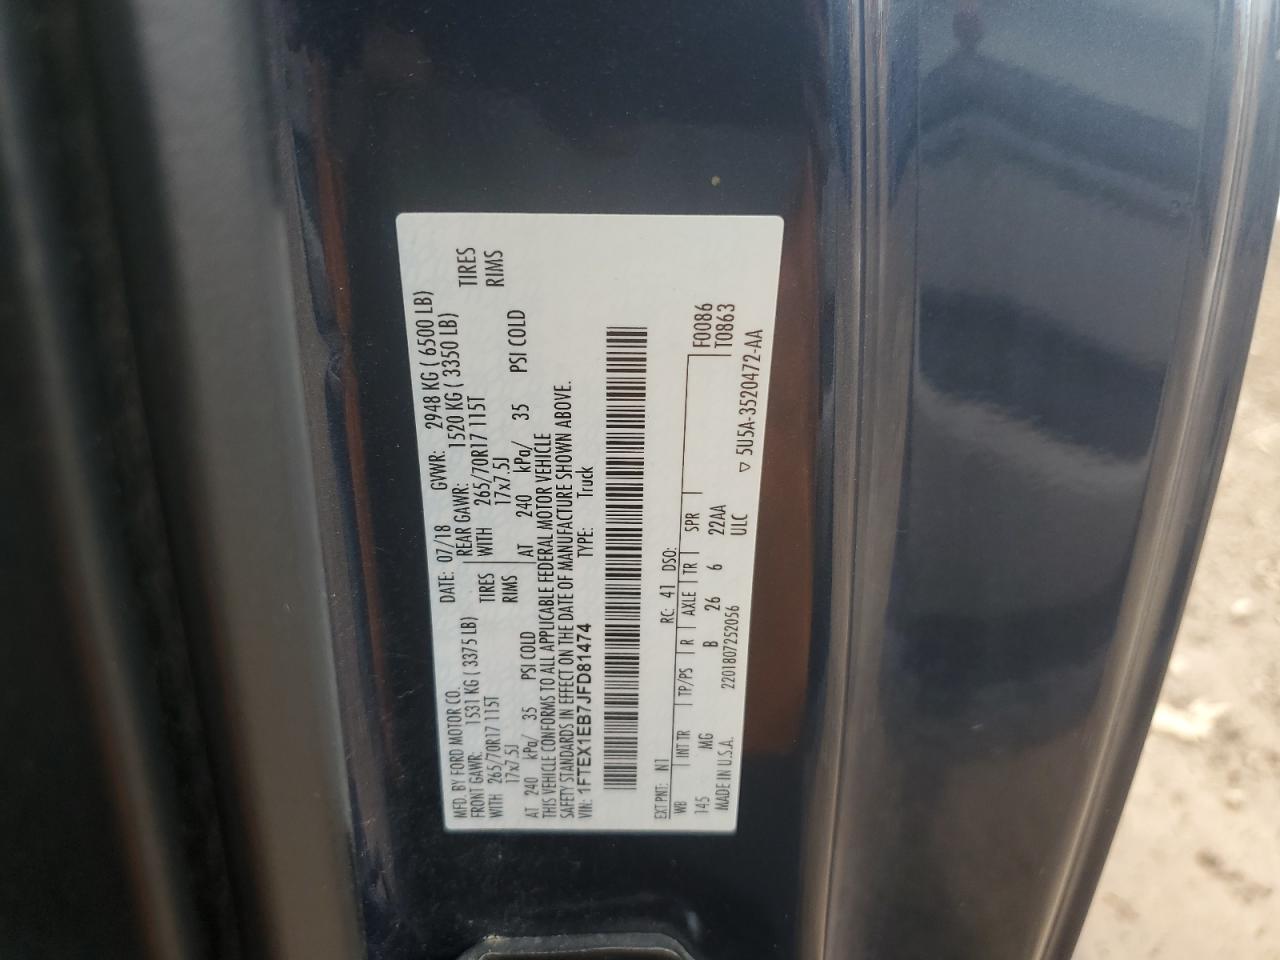 MFD. BY FORD MOTOR CO.
DATE: 07/18 GVWR: 2948 KG ( 6500 LB)
FRONT GAWR: 1531 KG ( 3375 LB) REAR GAWR: 1520 KG ( 3350 LB)
WITH 265/70R17 115T TIRES WITH 265/70R17 115T TIRES
17x7.5J RIMS 17x7.5J RIMS
AT 240 kPa/ 35 PSI COLD AT 240 kPa/ 35 PSI COLD
THIS VEHICLE CONFORMS TO ALL APPLICABLE FEDERAL MOTOR VEHICLE
SAFETY STANDARDS IN EFFECT ON THE DATE OF MANUFACTURE SHOWN ABOVE.
VIN: 1FTEX1EB7JFD81474 TYPE: Truck
EXT PNT: N1 RC: 41 DSO:
WB INT TR TP/PS R AXLE TR SPR F0086
145 MG B 26 6 22AA T0863
MADE IN U.S.A. 2201807252056 ULC
▽ 5U5A-3520472-AA